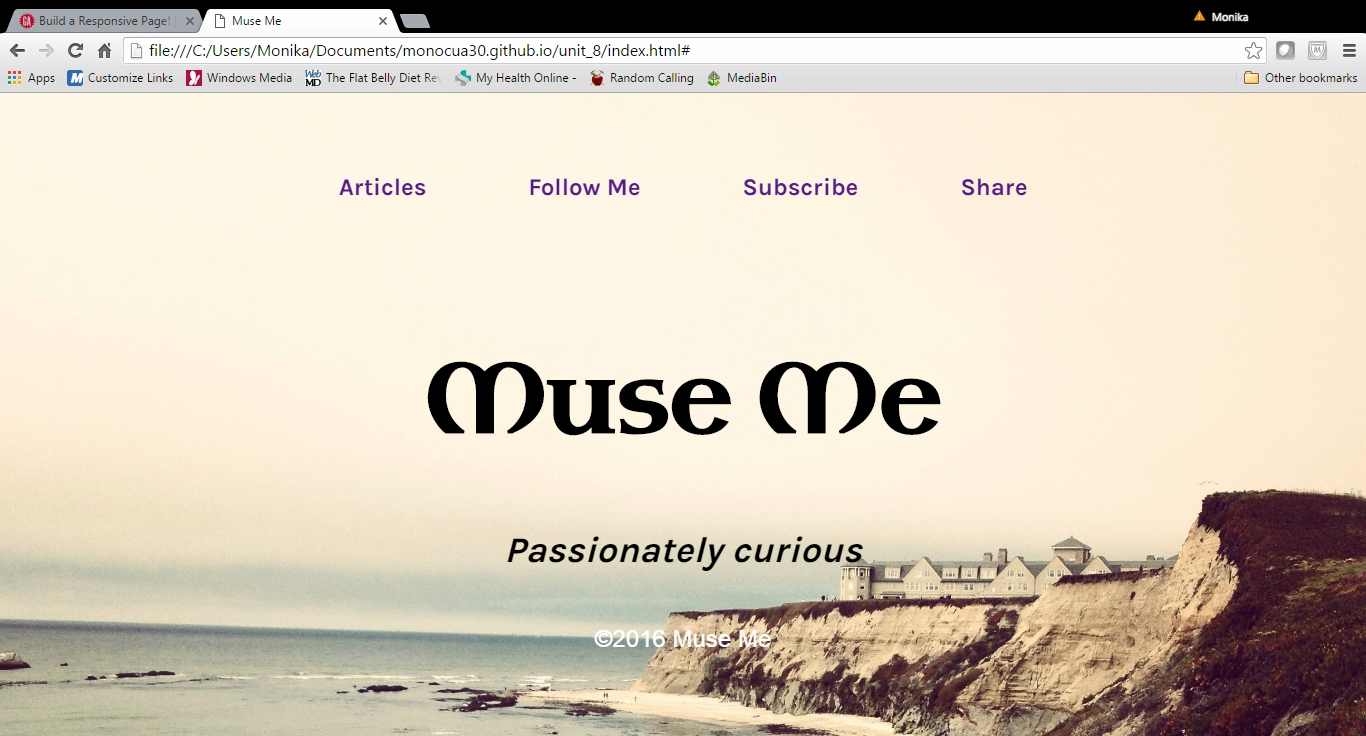 Build a Responsive Page!
Muse Me
Monika
file:///C:/Users/Monika/Documents/monocua30.github.io/unit_8/index.html#
Apps Customize Links Windows Media The Flat Belly Diet Re My Health Online - Random Calling MediaBin Other bookmarks
Articles Follow Me Subscribe Share
Muse Me
Passionately curious
©2016 Muse Me